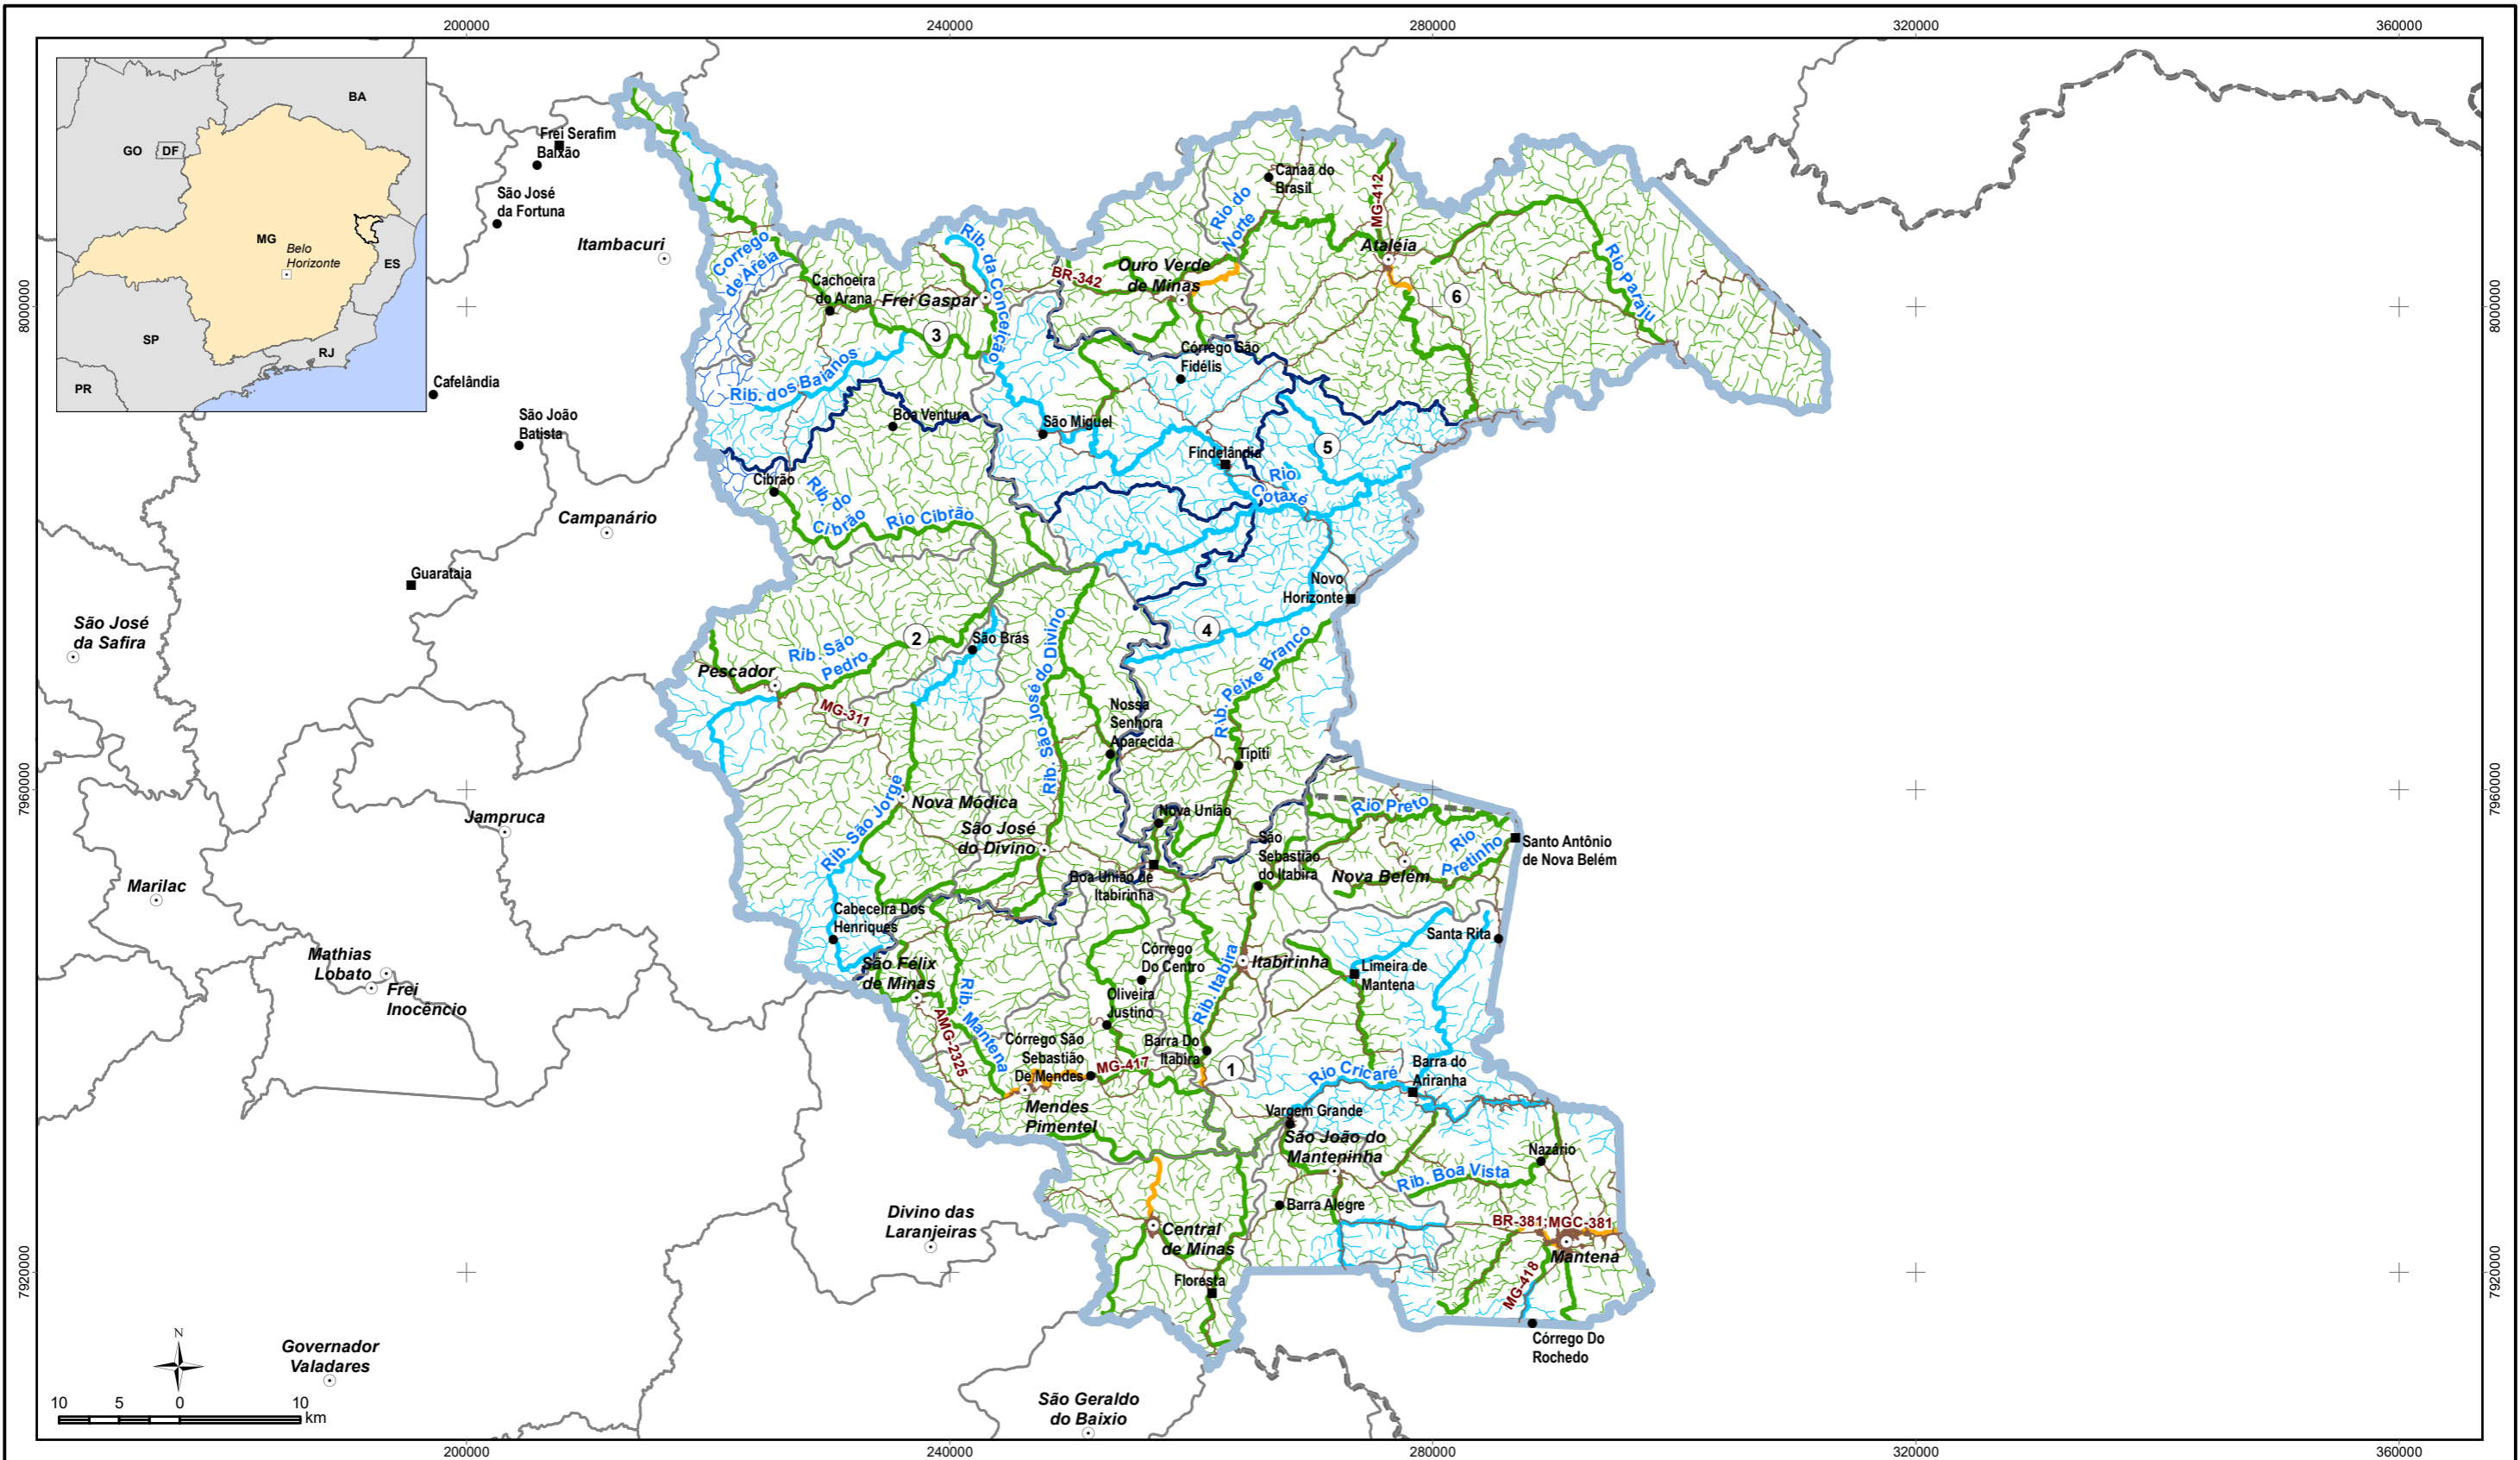 200000
240000
280000
320000
360000
BA
GO
DF
MG
Belo
Horizonte
ES
SP
RJ
PR
Frei Serafim
Baixão
São José
da Fortuna
Itambacuri
Canaã do
Brasil
MG-412
Rio do
Norte
Rib. da Conceição
Corrego
de Areia
Ataléia
Ouro Verde
de Minas
BR-342
Rio Paraju
Cachoeira
do Arana
Frei Gaspar
6
8000000
8000000
3
Córrego São
Fidélis
Rib. dos Baianos
Cafelândia
São João
Batista
Boa Ventura
São Miguel
5
Findelândia
Rio
Cotaxé
Cibrão
Rib. do
Cibrão
Rio Cibrão
Campanário
Guarataia
Novo
Horizonte
São José
da Safira
2
São Brás
4
Rib. São
Pedro
Rib. São José do Divino
Rib. Peixe Branco
Pescador
MG-311
Nossa
Senhora
Aparecida
Tipiti
7960000
7960000
Rib. São Jorge
Nova Módica
Nova União
Rio Preto
Jampruca
São José
do Divino
São
Sebastião
do Itabira
Rio
Pretinho
Santo Antônio
de Nova Belém
Marilac
Boa União de
Itabirinha
Nova Belém
Cabeceira Dos
Henriques
Santa Rita
Mathias
Lobato
Frei
Inocêncio
São Félix
de Minas
Córrego
Do Centro
Rib. Itabira
Itabirinha
Limeira de
Mantena
Oliveira
Justino
Rib. Mantena
AMG-2325
Córrego São
Sebastião
De Mendes
MG-417
Barra Do
Itabira
1
Rio Cricaré
Barra do
Ariranha
Mendes
Pimentel
Vargem Grande
São João do
Manteninha
Nazário
Rib. Boa Vista
Divino das
Laranjeiras
Barra Alegre
Central
de Minas
BR-381;MGC-381
Mantena
7920000
7920000
Floresta
MG-418
Córrego Do
Rochedo
N
Governador
Valadares
10
5
0
10
km
São Geraldo
do Baixio
200000
240000
280000
320000
360000